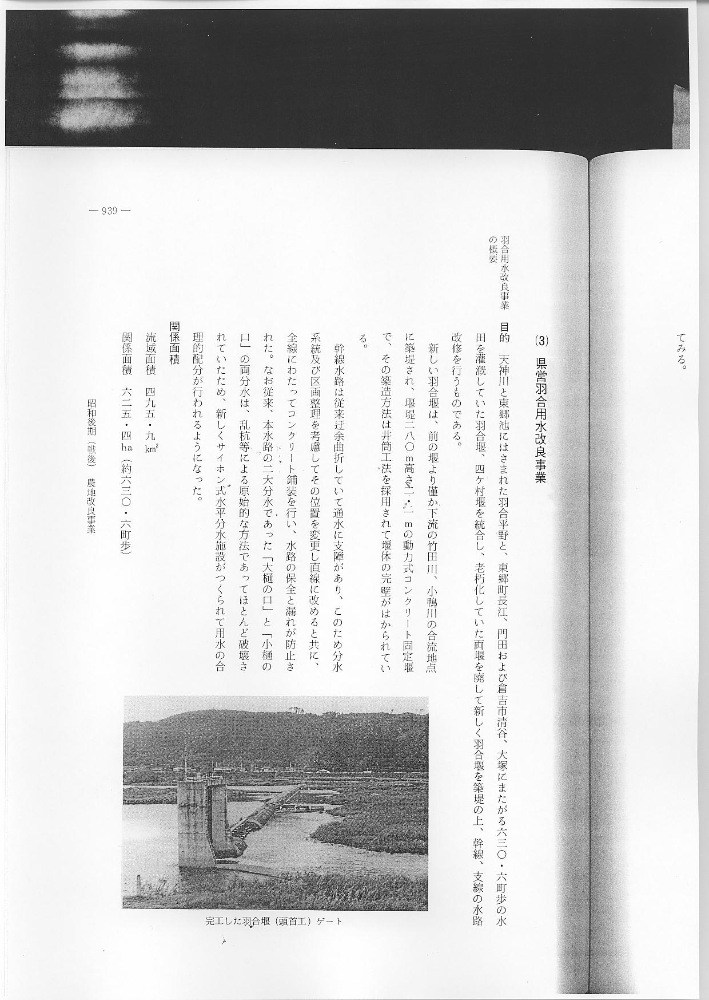 てみる。
(3) 県営羽合用水改良事業
羽合用水改良事業
の概要
目的　天神川と東郷池にはさまれた羽合平野と、東郷町長江、門田および倉吉市清谷、大塚にまたがる六三〇・六町歩の水
田を灌漑していた羽合堰、四ケ村堰を統合し、老朽化していた両堰を廃して新しく羽合堰を築堤の上、幹線、支線の水路
改修を行うものである。
新しい羽合堰は、前の堰より僅か下流の竹田川、小鴨川の合流地点
に築堤され、堰堤二八〇m高さ二・一mの動力式コンクリート固定堰
で、その築造方法は井筒工法を採用されて堰体の完壁がはかられてい
る。
幹線水路は従来迂余曲折していて通水に支障があり、このため分水
系統及び区画整理を考慮してその位置を変更し直線に改めると共に、
全線にわたってコンクリート舗装を行い、水路の保全と漏れが防止さ
れた。なお従来、本水路の二大分水であった「大樋の口」と「小樋の
口」の両分水は、乱杭等による原始的な方法であってほとんど破壊さ
れていたため、新しくサイホン式水平分水施設がつくられて用水の合
理的配分が行われるようになった。
関係面積
流域面積　四九五・九km²
関係面積　六二五・四ha（約六三〇・六町歩）
完工した羽合堰（頭首工）ゲート
昭和後期（戦後）　農地改良事業
— 939 —